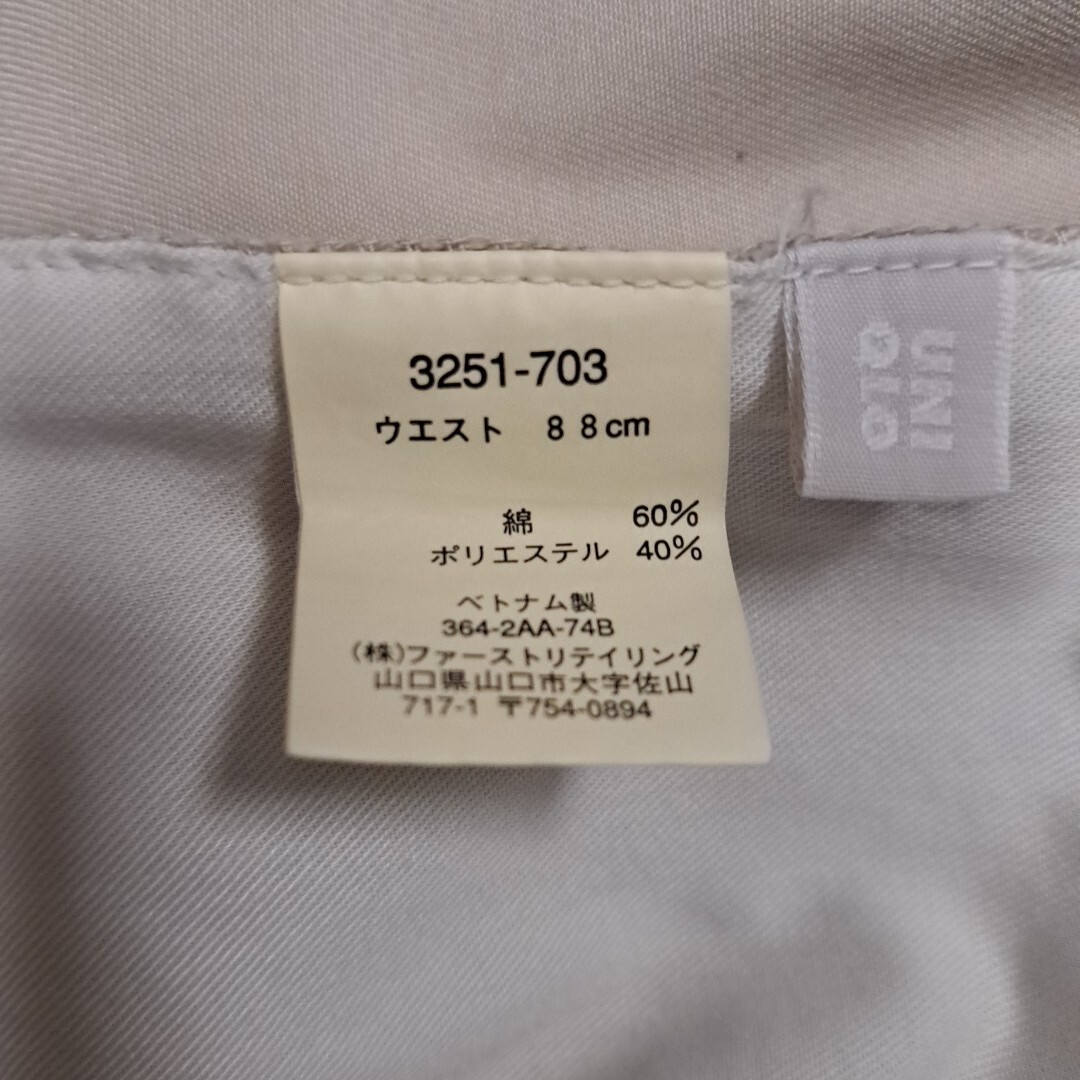 3251-703
ウエスト 88cm
綿 60%
ポリエステル 40%
ベトナム製
364-2AA-74B
(株)ファーストリテイリング
山口県山口市大字佐山
717-1 〒754-0894
UNI
QLO